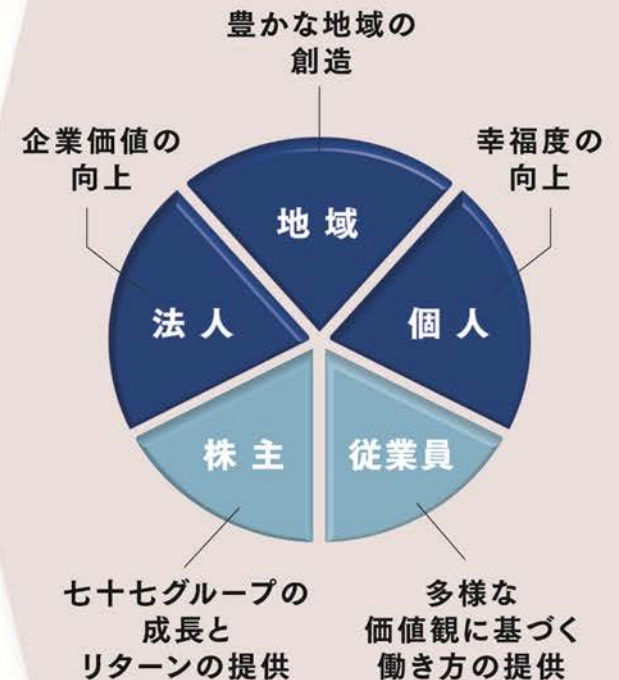 豊かな地域の
創造
企業価値の
向上
幸福度の
向上
地域
法人
個人
株主
従業員
七十七グループの
成長と
リターンの提供
多様な
価値観に基づく
働き方の提供